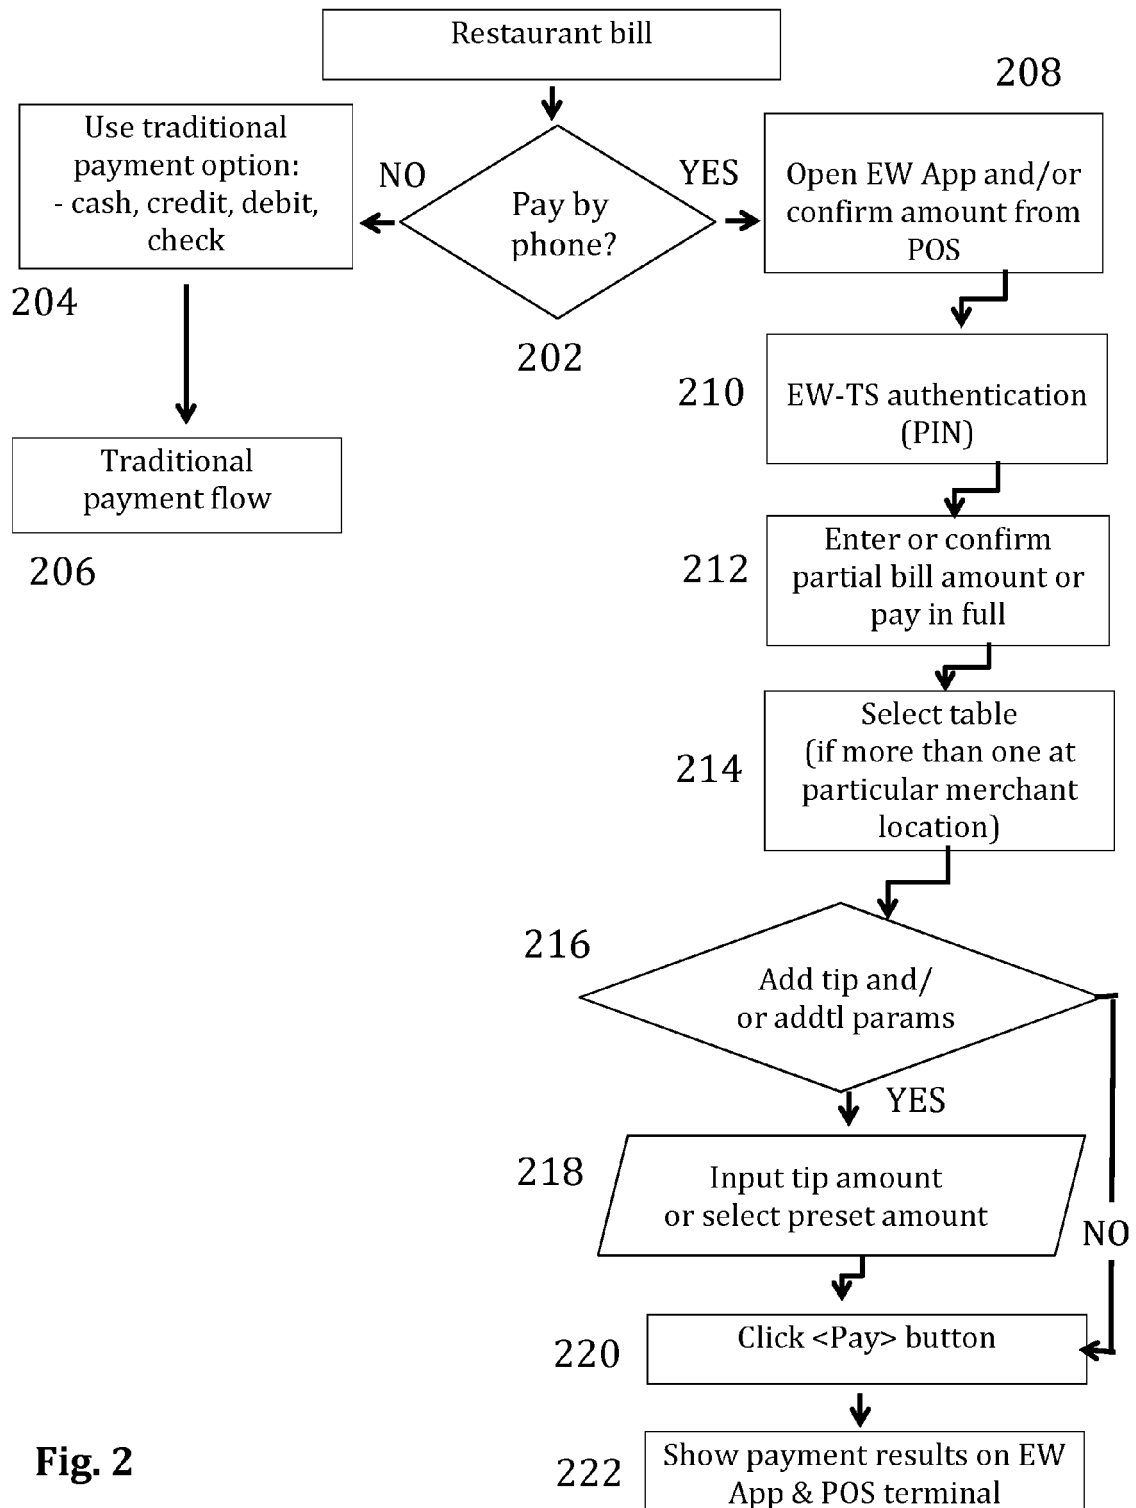 Restaurant bill
208
Use traditional
payment option:
- cash, credit, debit,
check
NO
YES
Pay by
phone?
Open EW App and/or
confirm amount from
POS
204
202
210
EW-TS authentication
(PIN)
Traditional
payment flow
206
212
Enter or confirm
partial bill amount or
pay in full
214
Select table
(if more than one at
particular merchant
location)
216
Add tip and/
or addtl params
YES
218
Input tip amount
or select preset amount
NO
220
Click <Pay> button
Fig. 2
222
Show payment results on EW
App & POS terminal